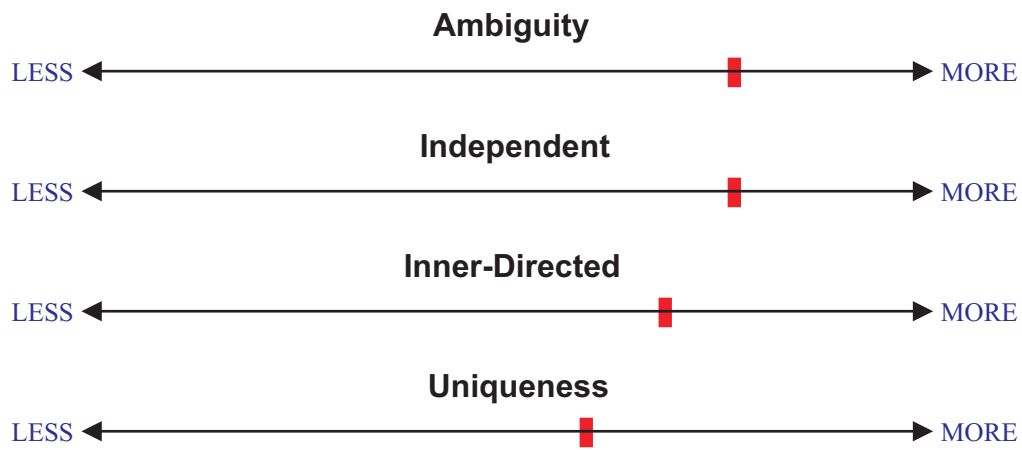 Ambiguity
LESS MORE
Independent
LESS MORE
Inner-Directed
LESS MORE
Uniqueness
LESS MORE